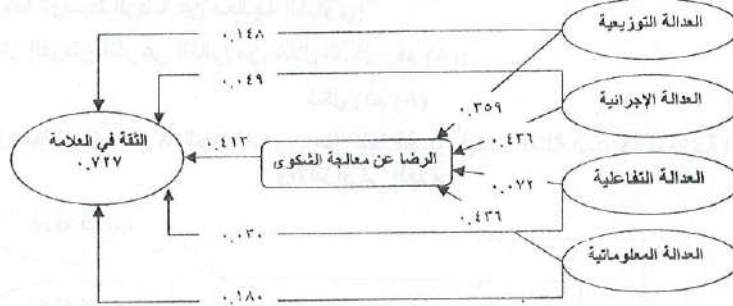 العدالة التوزيعية
٠.١٤٨
٠.٠٤٩
٠.٣٥٩
العدالة الإجرائية
٠.٤٣٦
الثقة في العلامة
٠.٧٢٧
٠.٤١٣
الرضا عن معالجة الشكوى
العدالة التفاعلية
٠.٠٧٢
٠.٤٣٦
٠.٠٣٠
العدالة المعلوماتية
٠.١٨٠